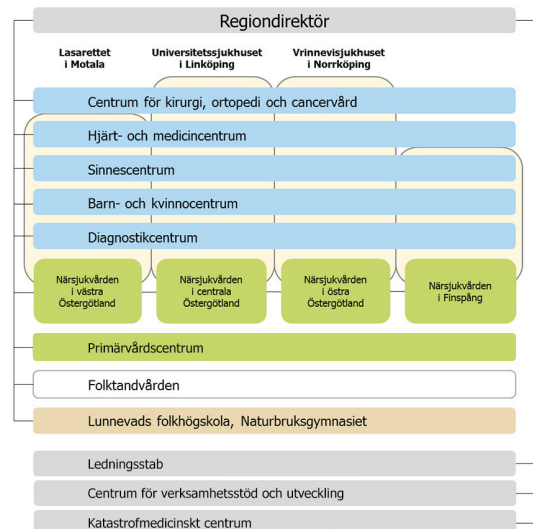 Regiondirektör
Lasarettet
i Motala
Universitetssjukhuset
i Linköping
Vrinnevisjukhuset
i Norrköping
Centrum för kirurgi, ortopedi och cancervård
Hjärt- och medicincentrum
Sinnescentrum
Barn- och kvinnocentrum
Diagnostikcentrum
Närsjukvården
i västra
Östergötland
Närsjukvården
i centrala
Östergötland
Närsjukvården
i östra
Östergötland
Närsjukvården
i Finspång
Primärvårdscentrum
Folktandvården
Lunnevads folkhögskola, Naturbruksgymnasiet
Ledningsstab
Centrum för verksamhetsstöd och utveckling
Katastrofmedicinskt centrum